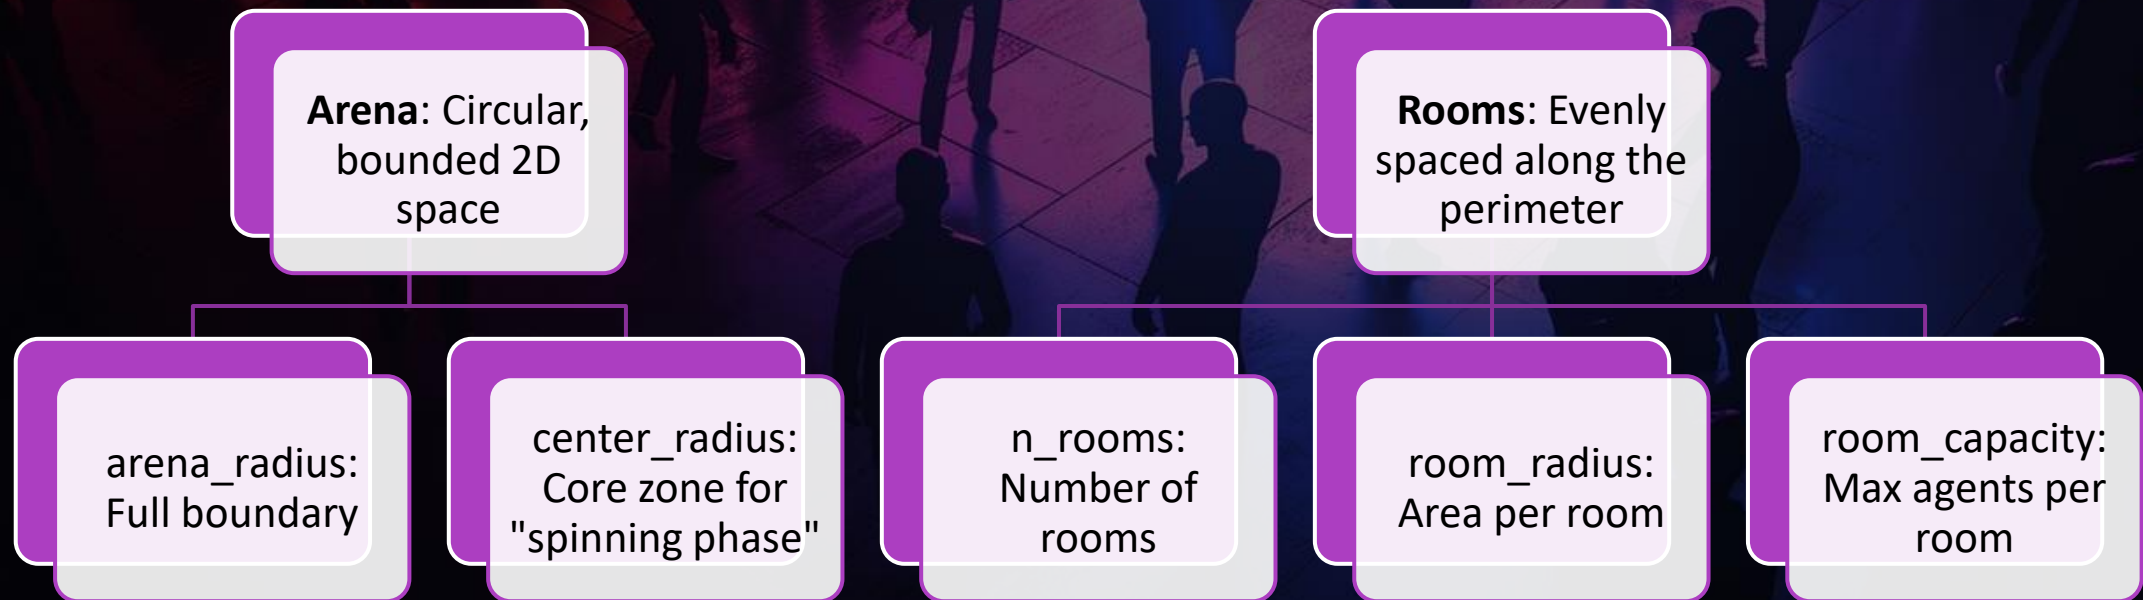 Arena: Circular,
bounded 2D
space
Rooms: Evenly
spaced along the
perimeter
arena_radius:
Full boundary
center_radius:
Core zone for
"spinning phase"
n_rooms:
Number of
rooms
room_radius:
Area per room
room_capacity:
Max agents per
room